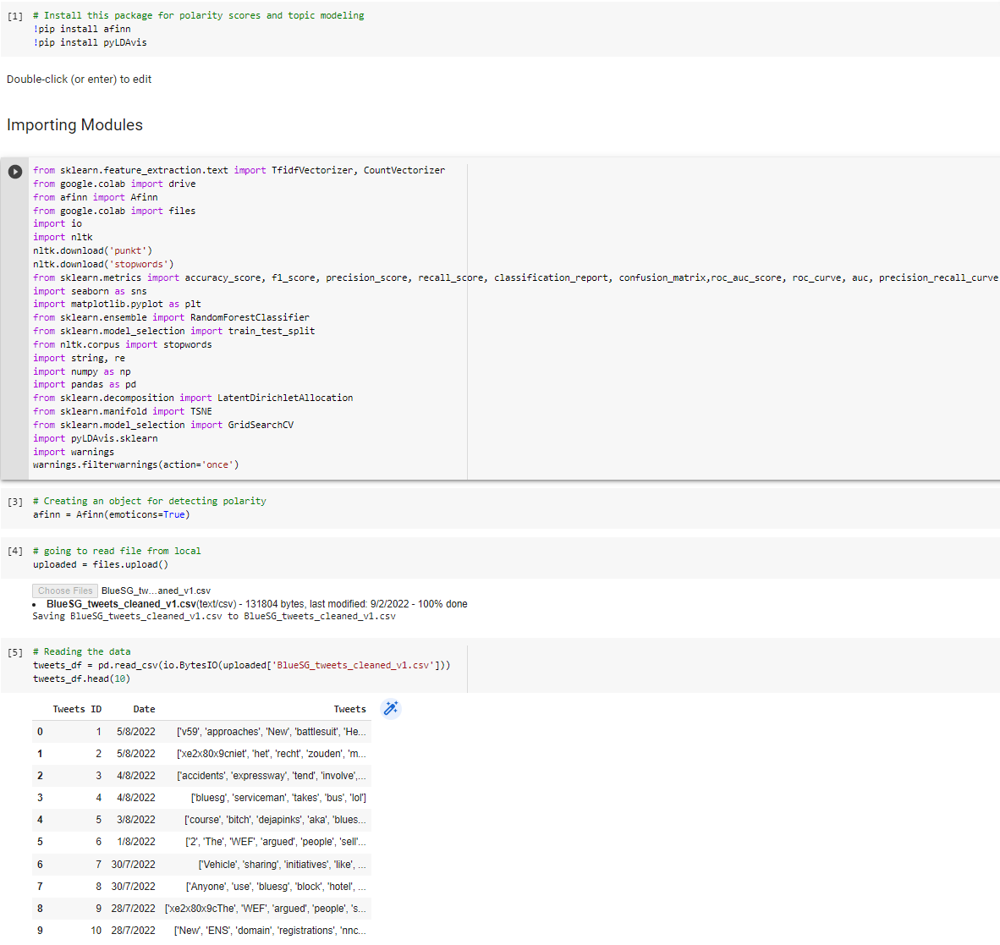 [1] # Install this package for polarity scores and topic modeling
!pip install afinn
!pip install pyLDAvis
Double-click (or enter) to edit
Importing Modules
from sklearn.feature_extraction.text import TfidfVectorizer, CountVectorizer
from google.colab import drive
from afinn import Afinn
from google.colab import files
import io
import nltk
nltk.download('punkt')
nltk.download('stopwords')
from sklearn.metrics import accuracy_score, f1_score, precision_score, recall_score, classification_report, confusion_matrix,roc_auc_score, roc_curve, auc, precision_recall_curve
import seaborn as sns
import matplotlib.pyplot as plt
from sklearn.ensemble import RandomForestClassifier
from sklearn.model_selection import train_test_split
from nltk.corpus import stopwords
import string, re
import numpy as np
import pandas as pd
from sklearn.decomposition import LatentDirichletAllocation
from sklearn.manifold import TSNE
from sklearn.model_selection import GridSearchCV
import pyLDAvis.sklearn
import warnings
warnings.filterwarnings(action='once')
[3] # Creating an object for detecting polarity
afinn = Afinn(emoticons=True)
[4] # going to read file from local
uploaded = files.upload()
Choose Files BlueSG_tw…aned_v1.csv
• BlueSG_tweets_cleaned_v1.csv(text/csv) - 131804 bytes, last modified: 9/2/2022 - 100% done
Saving BlueSG_tweets_cleaned_v1.csv to BlueSG_tweets_cleaned_v1.csv
[5] # Reading the data
tweets_df = pd.read_csv(io.BytesIO(uploaded['BlueSG_tweets_cleaned_v1.csv']))
tweets_df.head(10)
Tweets ID Date Tweets
0 1 5/8/2022 ['v59', 'approaches', 'New', 'battlesuit', 'He...
1 2 5/8/2022 ['xe2x80x9cniet', 'het', 'recht', 'zouden', 'm...
2 3 4/8/2022 ['accidents', 'expressway', 'tend', 'involve',...
3 4 4/8/2022 ['bluesg', 'serviceman', 'takes', 'bus', 'lol']
4 5 3/8/2022 ['course', 'bitch', 'dejapinks', 'aka', 'blues...
5 6 1/8/2022 ['2', 'The', 'WEF', 'argued', 'people', 'sell'...
6 7 30/7/2022 ['Vehicle', 'sharing', 'initiatives', 'like', ...
7 8 30/7/2022 ['Anyone', 'use', 'bluesg', 'block', 'hotel', ...
8 9 28/7/2022 ['xe2x80x9cThe', 'WEF', 'argued', 'people', 's...
9 10 28/7/2022 ['New', 'ENS', 'domain', 'registrations', 'nnc...